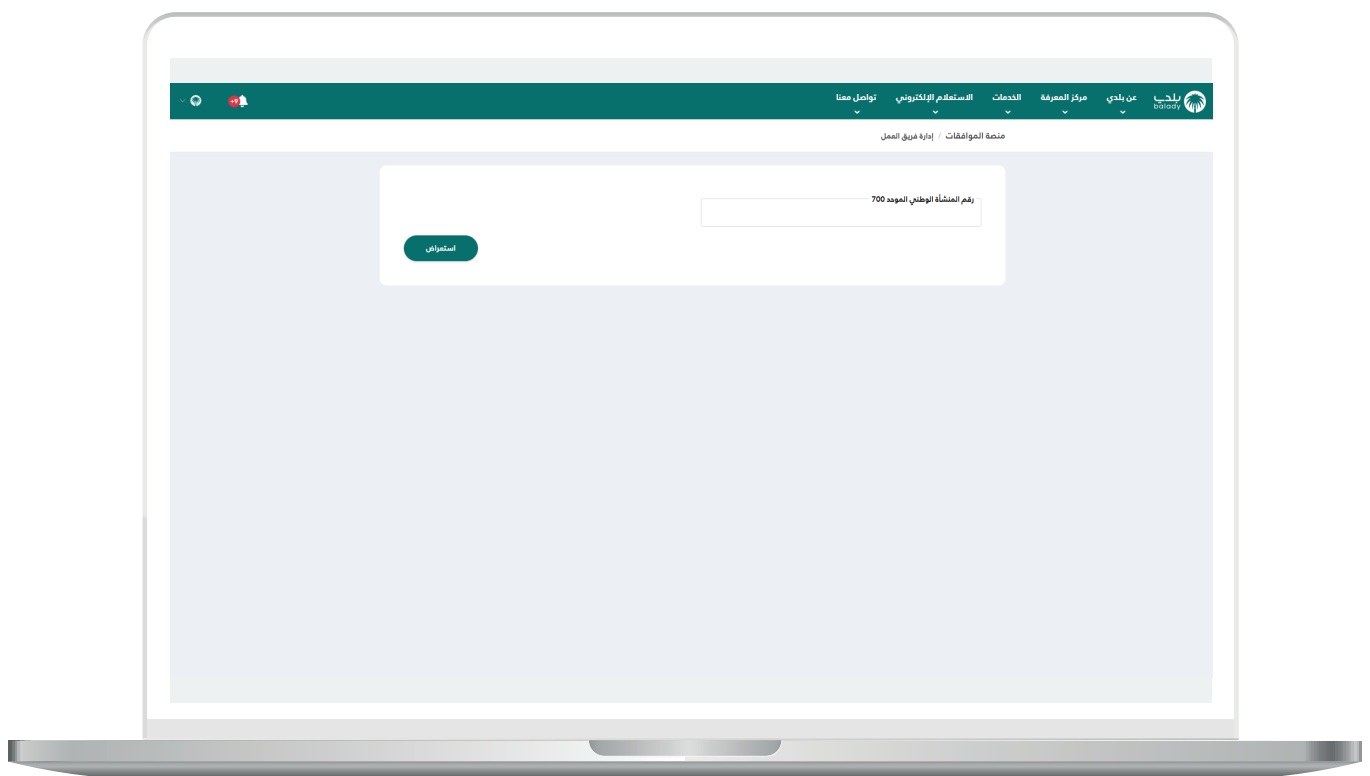 بلدي
balady
عن بلدي
مركز المعرفة
الخدمات
الاستعلام الإلكتروني
تواصل معنا
+9
منصة الموافقات / إدارة فريق العمل
رقم المنشأة الوطني الموحد 700
استعراض